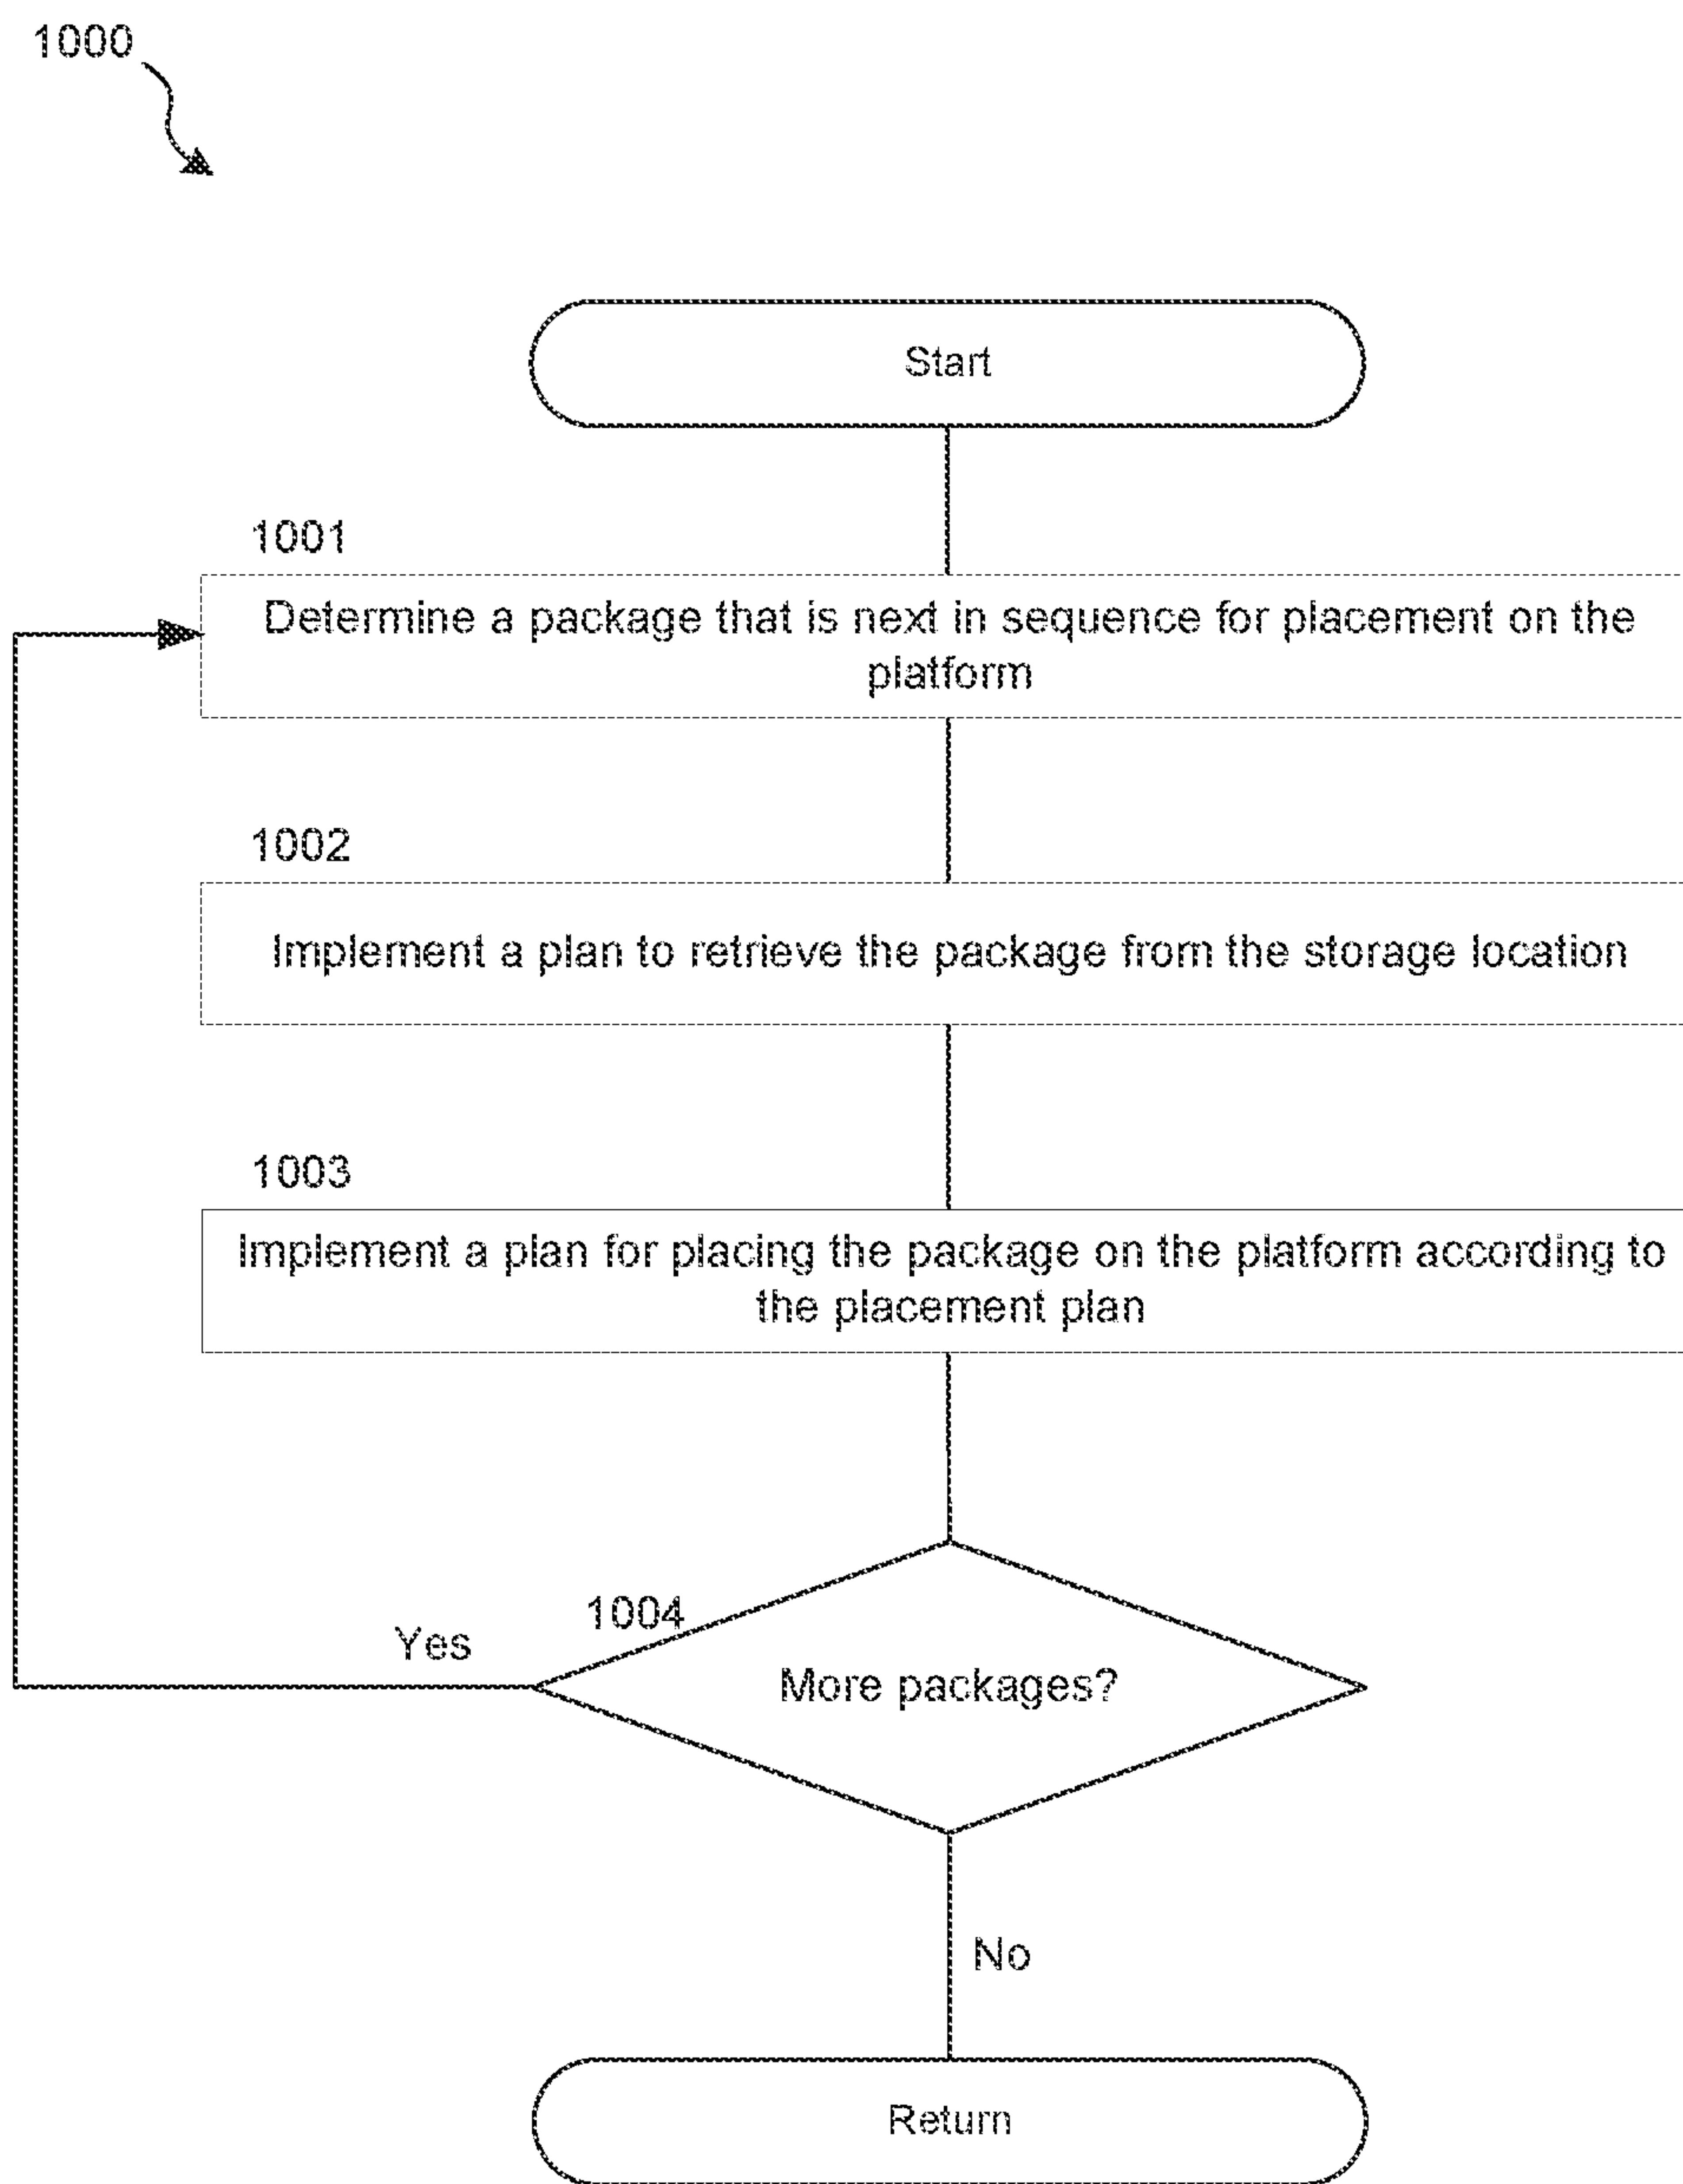 1000
Start
1001
Determine a package that is next in sequence for placement on the
platform
1002
Implement a plan to retrieve the package from the storage location
1003
Implement a plan for placing the package on the platform according to
the placement plan
1004
Yes
More packages?
No
Return